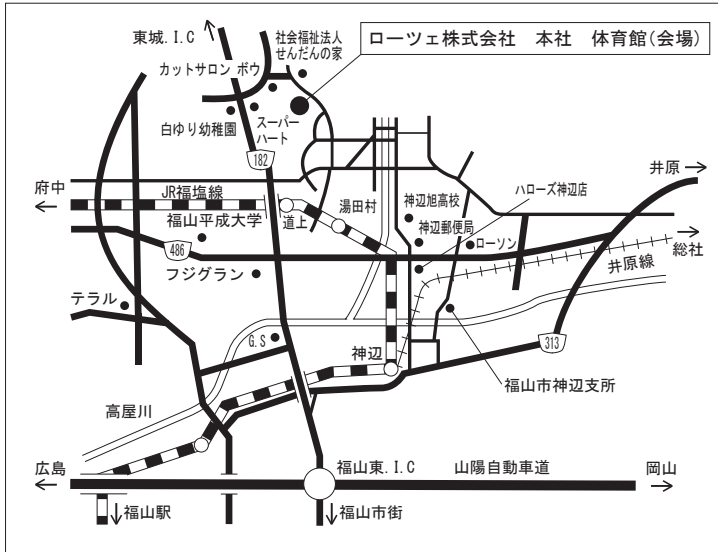 東城.I.C
社会福祉法人
せんだんの家
ローツェ株式会社 本社 体育館(会場)
カットサロン ボウ
白ゆり幼稚園
スーパー
ハート
182
府中
JR福塩線
福山平成大学
道上
湯田村
神辺旭高校
神辺郵便局
ハローズ神辺店
ローソン
井原
総社
井原線
486
フジグラン
テラル
G.S
神辺
313
福山市神辺支所
高屋川
広島
福山東.I.C
山陽自動車道
岡山
福山駅
福山市街